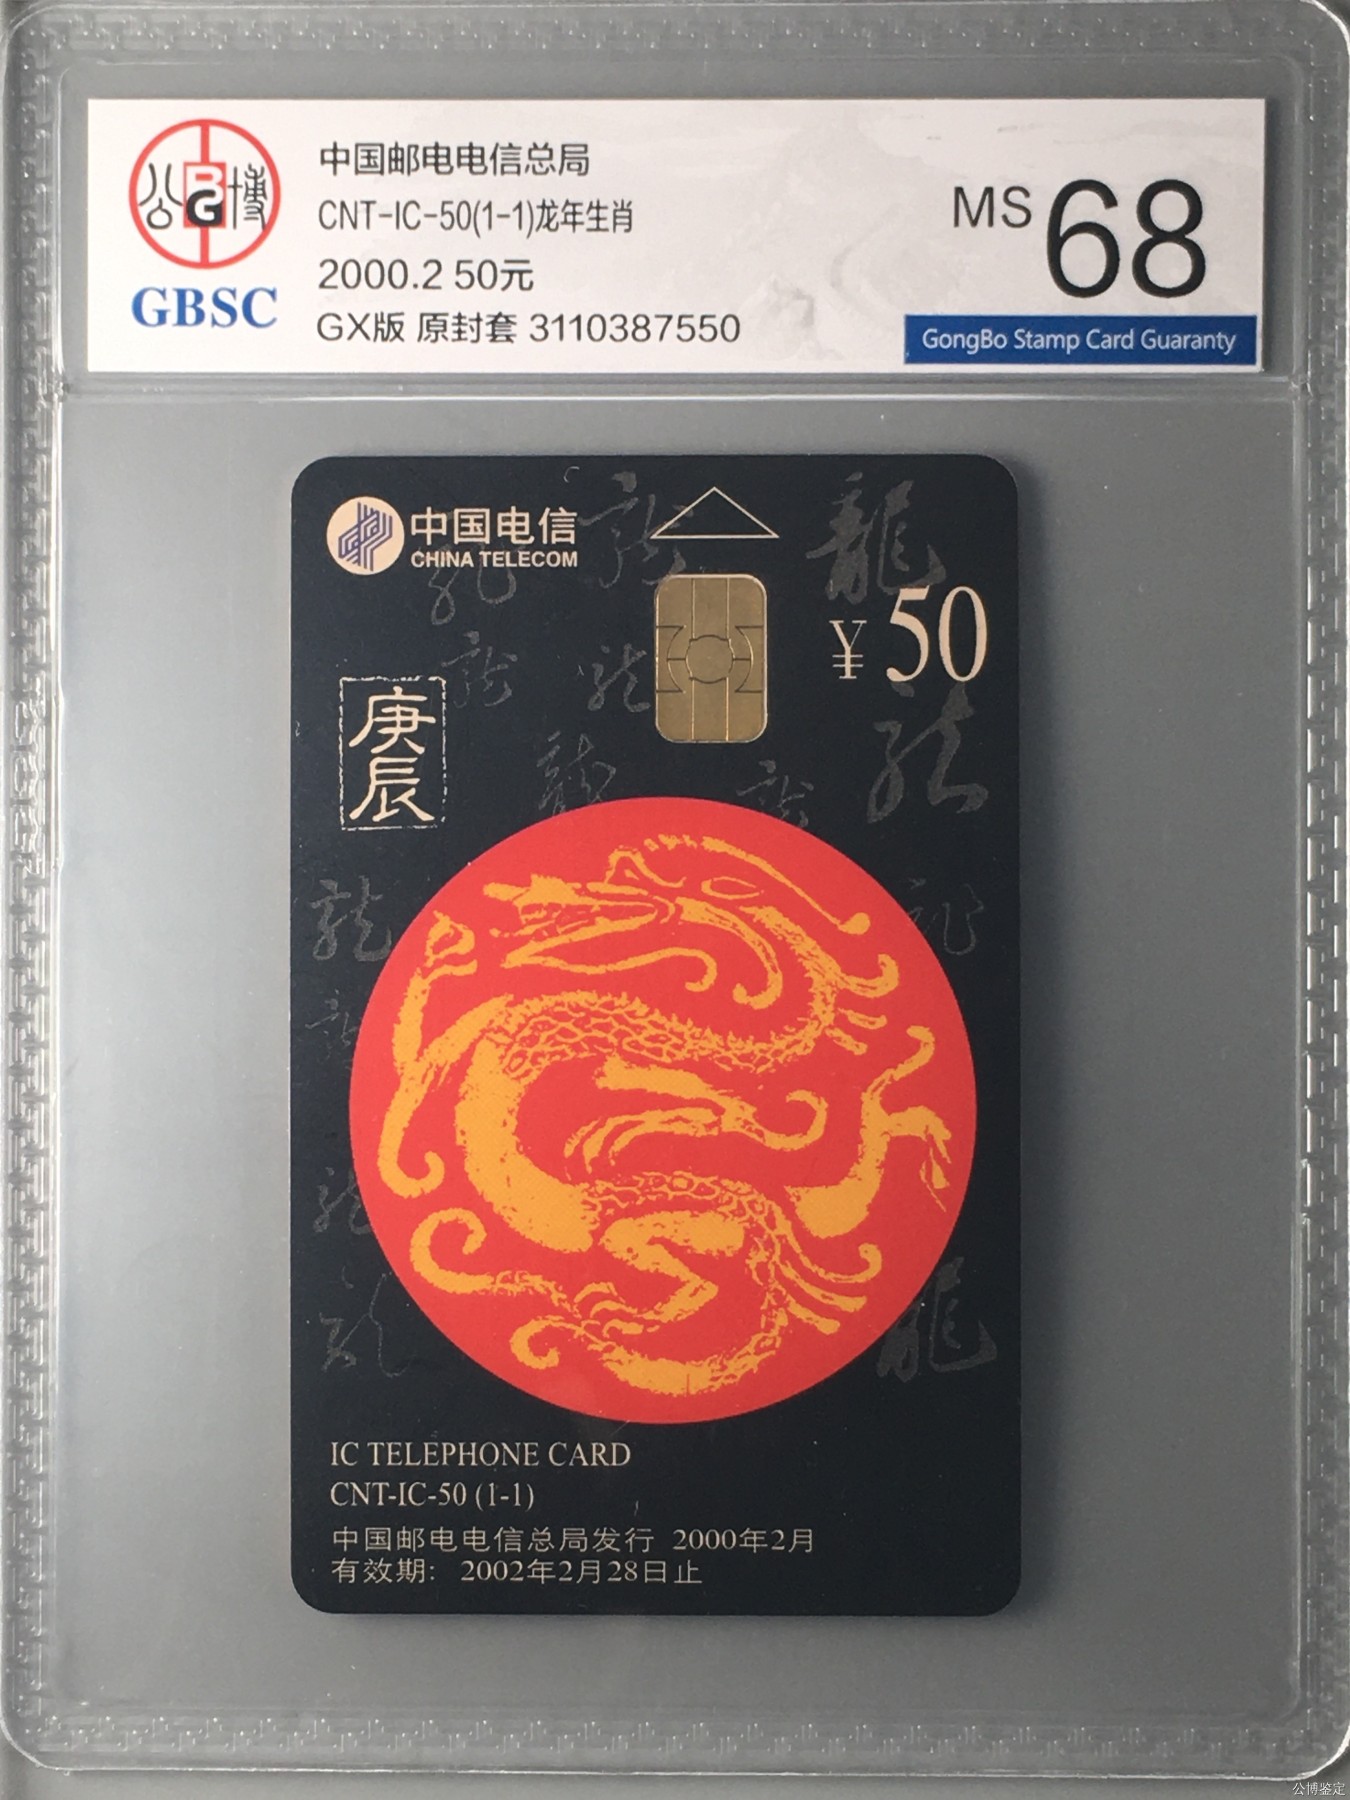 公博
BG
GBSC
中国邮电电信总局
CNT-IC-50(1-1)龙年生肖
2000.2 50元
GX版 原封套 3110387550
MS 68
GongBo Stamp Card Guaranty
中国电信
CHINA TELECOM
龍
¥50
庚辰
IC TELEPHONE CARD
CNT-IC-50 (1-1)
中国邮电电信总局发行 2000年2月
有效期: 2002年2月28日止
公博鉴定